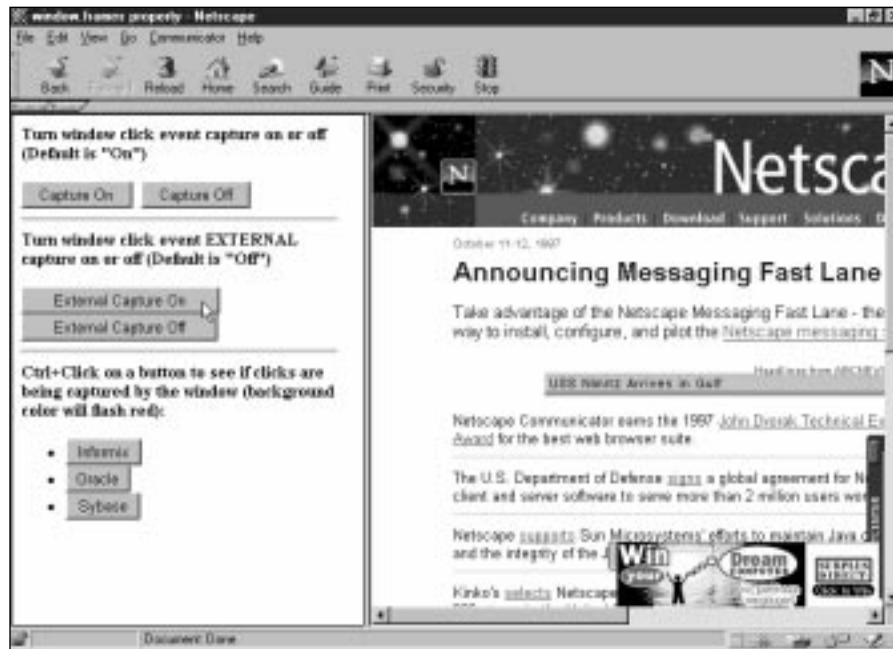 window.frames property - Netscape
File Edit View Go Communicator Help
Back Forward Reload Home Search Guide Print Security Stop
N
Turn window click event capture on or off
(Default is "On")
Capture On Capture Off
Turn window click event EXTERNAL
capture on or off (Default is "Off")
External Capture On
External Capture Off
Ctrl+Click on a button to see if clicks are
being captured by the window (background
color will flash red):
• Informix
• Oracle
• Sybase
N Netsca
Company Products Download Support Solutions
October 11-12, 1997
Announcing Messaging Fast Lane
Take advantage of the Netscape Messaging Fast Lane - the
way to install, configure, and pilot the Netscape messaging
USS Nimitz Arrives in Gulf
Netscape Communicator earns the 1997 John Dvorak Technical Ex
Award for the best web browser suite.
The U.S. Department of Defense signs a global agreement for N
client and server software to serve more than 2 million users wor
Netscape supports Sun Microsystems' efforts to maintain Java c
and the integrity of the J
Win your Dream COMPUTER
SURPLUS DIRECT
Kinko's selects Netscape
Document: Done